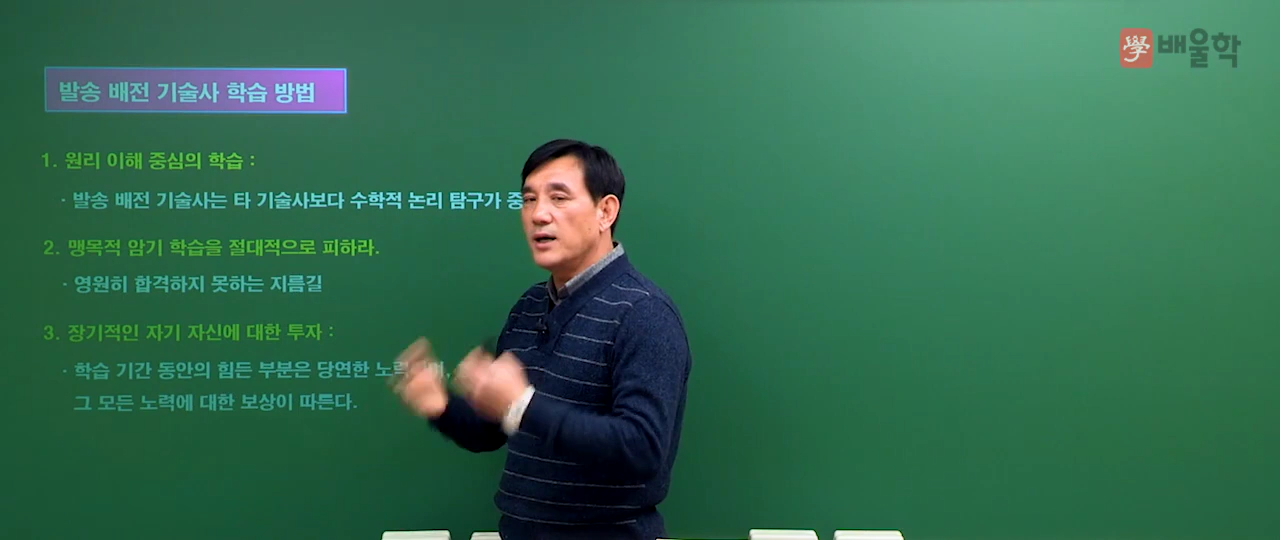 學 배울학
발송 배전 기술사 학습 방법
1. 원리 이해 중심의 학습 :
· 발송 배전 기술사는 타 기술사보다 수학적 논리 탐구가
2. 맹목적 암기 학습을 절대적으로 피하라.
· 영원히 합격하지 못하는 지름길
3. 장기적인 자기 자신에 대한 투자 :
· 학습 기간 동안의 힘든 부분은 당연한
그 모든 노력에 대한 보상이 따른다.